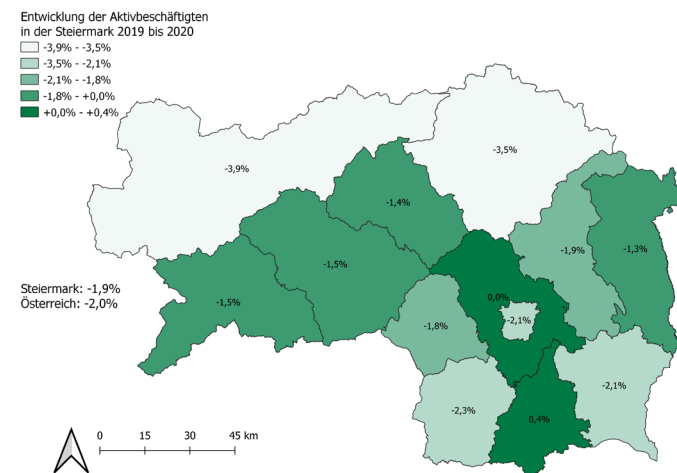 Entwicklung der Aktivbeschäftigten
in der Steiermark 2019 bis 2020
-3,9% - -3,5%
-3,5% - -2,1%
-2,1% - -1,8%
-1,8% - +0,0%
+0,0% - +0,4%
-3,5%
-3,9%
-1,4%
-1,9%
-1,3%
-1,5%
Steiermark: -1,9%
Österreich: -2,0%
-1,5%
0,0%
-2,1%
-1,8%
-2,1%
-2,3%
0,4%
0 15 30 45 km